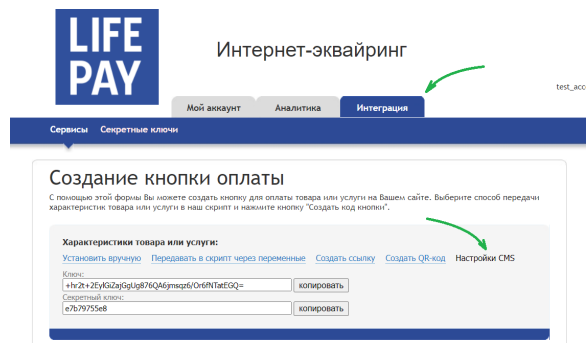 LIFE
PAY
Интернет-эквайринг
test_acc
Мой аккаунт Аналитика Интеграция
Сервисы Секретные ключи
Создание кнопки оплаты
С помощью этой формы Вы можете создать кнопку для оплаты товара или услуги на Вашем сайте. Выберите способ передачи
характеристик товара или услуги в наш скрипт и нажмите кнопку "Создать код кнопки".
Характеристики товара или услуги:
Установить вручную Передавать в скрипт через переменные Создать ссылку Создать QR-код Настройки CMS
Ключ:
+hr2t+2EylGiZajGgUg876QA6jmsqz6/Or6fNTatEGQ= копировать
Секретный ключ:
e7b79755e8 копировать